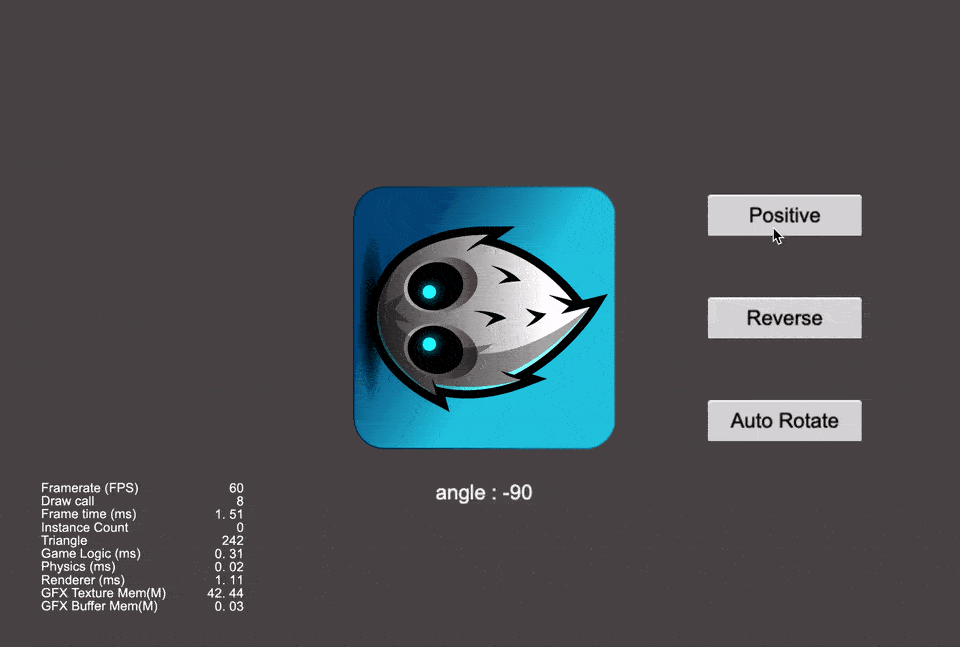 Positive
Reverse
Auto Rotate
angle : -90
Framerate (FPS) 60
Draw call 8
Frame time (ms) 1. 51
Instance Count 0
Triangle 242
Game Logic (ms) 0. 31
Physics (ms) 0. 02
Renderer (ms) 1. 11
GFX Texture Mem(M) 42. 44
GFX Buffer Mem(M) 0. 03